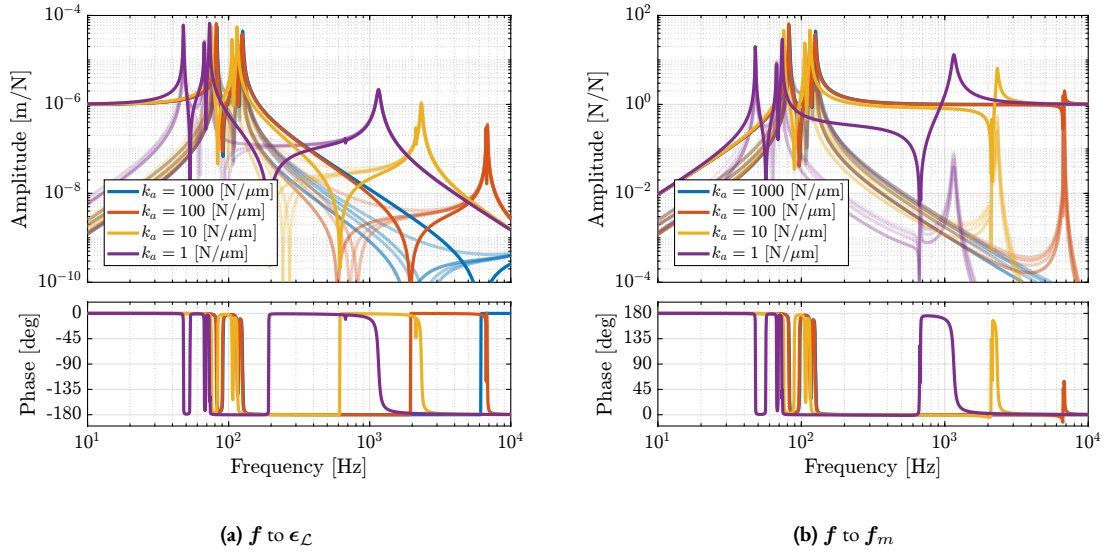 10^{-4}
10^{-6}
10^{-8}
10^{-10}
Amplitude [m/N]
k_a = 1000 [N/μm]
k_a = 100 [N/μm]
k_a = 10 [N/μm]
k_a = 1 [N/μm]
0
-45
-90
-135
-180
Phase [deg]
10^1
10^2
10^3
10^4
Frequency [Hz]
(a) f to ϵ_ℒ
10^2
10^0
10^{-2}
10^{-4}
Amplitude [N/N]
k_a = 1000 [N/μm]
k_a = 100 [N/μm]
k_a = 10 [N/μm]
k_a = 1 [N/μm]
180
135
90
45
0
Phase [deg]
10^1
10^2
10^3
10^4
Frequency [Hz]
(b) f to f_m